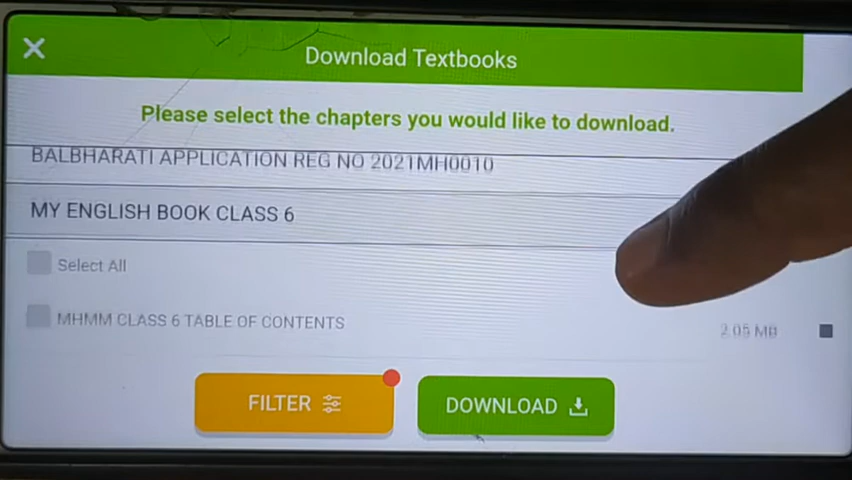 Download Textbooks
Please select the chapters you would like to download.
BALBHARATI APPLICATION REG NO 2021MH0010
MY ENGLISH BOOK CLASS 6
Select All
MHMM CLASS 6 TABLE OF CONTENTS 2.05 MB
FILTER DOWNLOAD